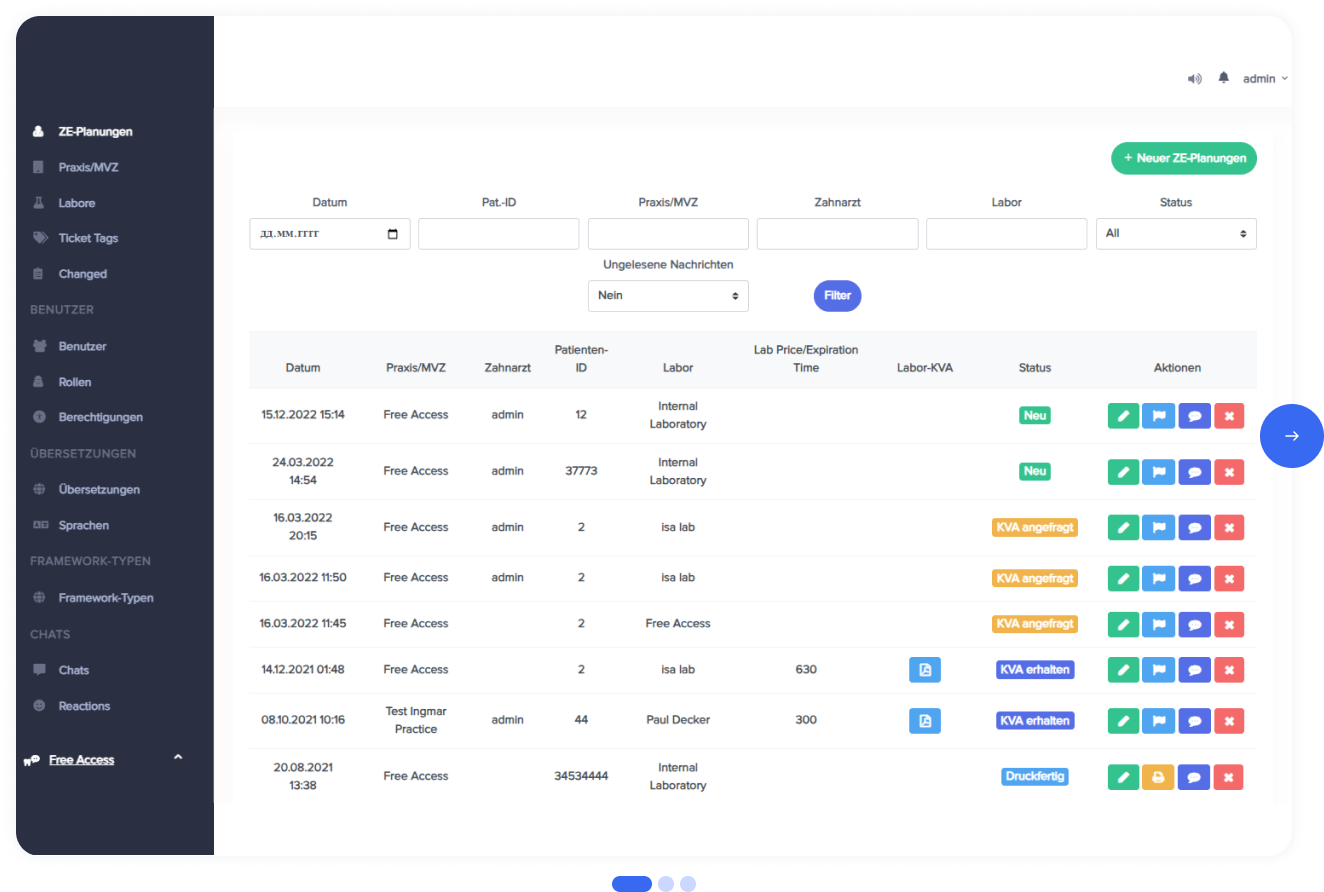 admin
ZE-Planungen
Praxis/MVZ
Labore
Ticket Tags
Changed
BENUTZER
Benutzer
Rollen
Berechtigungen
ÜBERSETZUNGEN
Übersetzungen
Sprachen
FRAMEWORK-TYPEN
Framework-Typen
CHATS
Chats
Reactions
Free Access
+ Neuer ZE-Planungen
Datum Pat.-ID Praxis/MVZ Zahnarzt Labor Status
дд.мм.гггг All
Ungelesene Nachrichten
Nein Filter
Datum Praxis/MVZ Zahnarzt Patienten-ID Labor Lab Price/Expiration Time Labor-KVA Status Aktionen
15.12.2022 15:14 Free Access admin 12 Internal Laboratory Neu
24.03.2022 14:54 Free Access admin 37773 Internal Laboratory Neu
16.03.2022 20:15 Free Access admin 2 isa lab KVA angefragt
16.03.2022 11:50 Free Access admin 2 isa lab KVA angefragt
16.03.2022 11:45 Free Access 2 Free Access KVA angefragt
14.12.2021 01:48 Free Access 2 isa lab 630 KVA erhalten
08.10.2021 10:16 Test Ingmar Practice admin 44 Paul Decker 300 KVA erhalten
20.08.2021 13:38 Free Access 34534444 Internal Laboratory Druckfertig